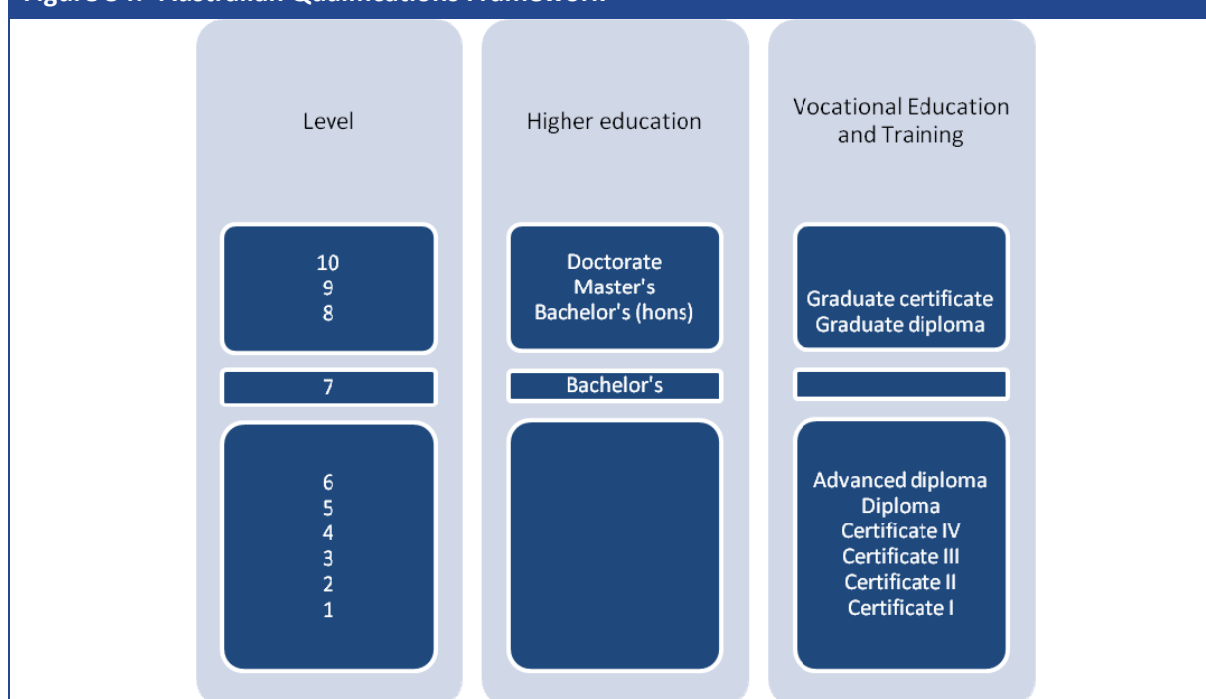 Level
Higher education
Vocational Education
and Training
10
9
8
Doctorate
Master's
Bachelor's (hons)
Graduate certificate
Graduate diploma
7
Bachelor's
6
5
4
3
2
1
Advanced diploma
Diploma
Certificate IV
Certificate III
Certificate II
Certificate I